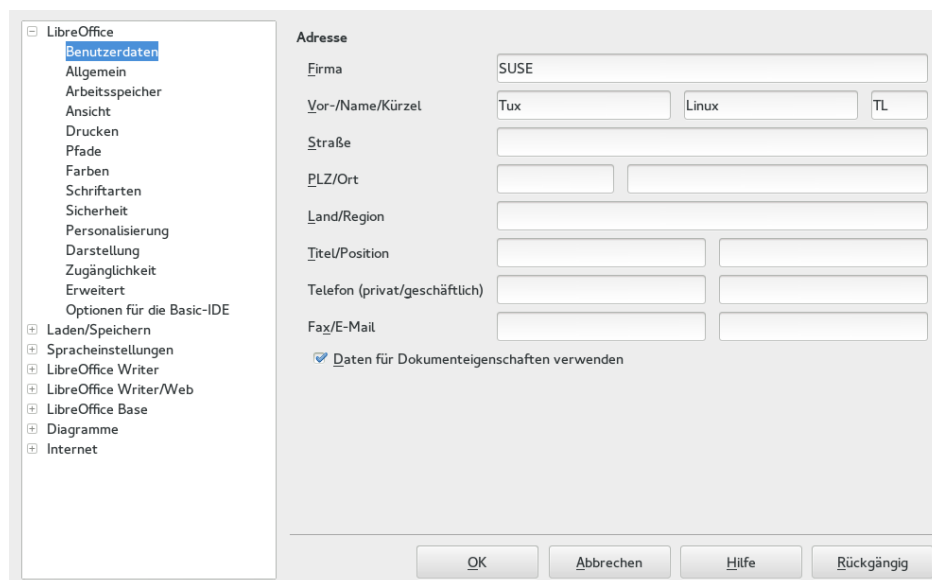 LibreOffice
Benutzerdaten
Allgemein
Arbeitsspeicher
Ansicht
Drucken
Pfade
Farben
Schriftarten
Sicherheit
Personalisierung
Darstellung
Zugänglichkeit
Erweitert
Optionen für die Basic-IDE
Laden/Speichern
Spracheinstellungen
LibreOffice Writer
LibreOffice Writer/Web
LibreOffice Base
Diagramme
Internet
Adresse
Firma SUSE
Vor-/Name/Kürzel Tux Linux TL
Straße
PLZ/Ort
Land/Region
Titel/Position
Telefon (privat/geschäftlich)
Fax/E-Mail
Daten für Dokumenteigenschaften verwenden
OK Abbrechen Hilfe Rückgängig